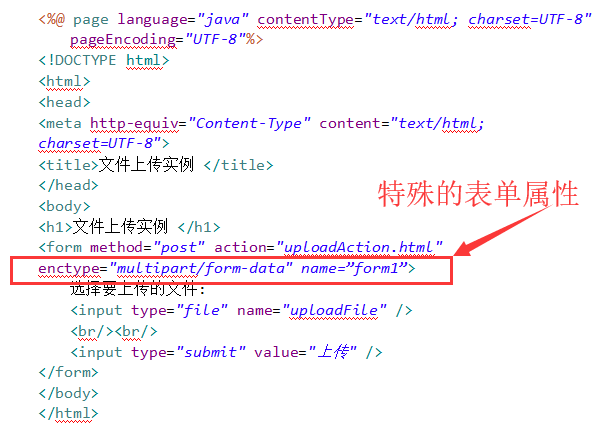 <%@ page language="java" contentType="text/html; charset=UTF-8"
pageEncoding="UTF-8"%>
<!DOCTYPE html>
<html>
<head>
<meta http-equiv="Content-Type" content="text/html;
charset=UTF-8">
<title>文件上传实例 </title>
</head>
<body>
特殊的表单属性
<h1>文件上传实例 </h1>
<form method="post" action="uploadAction.html"
enctype="multipart/form-data" name=”form1”>
选择要上传的文件：
<input type="file" name="uploadFile" />
<br/><br/>
<input type="submit" value="上传" />
</form>
</body>
</html>